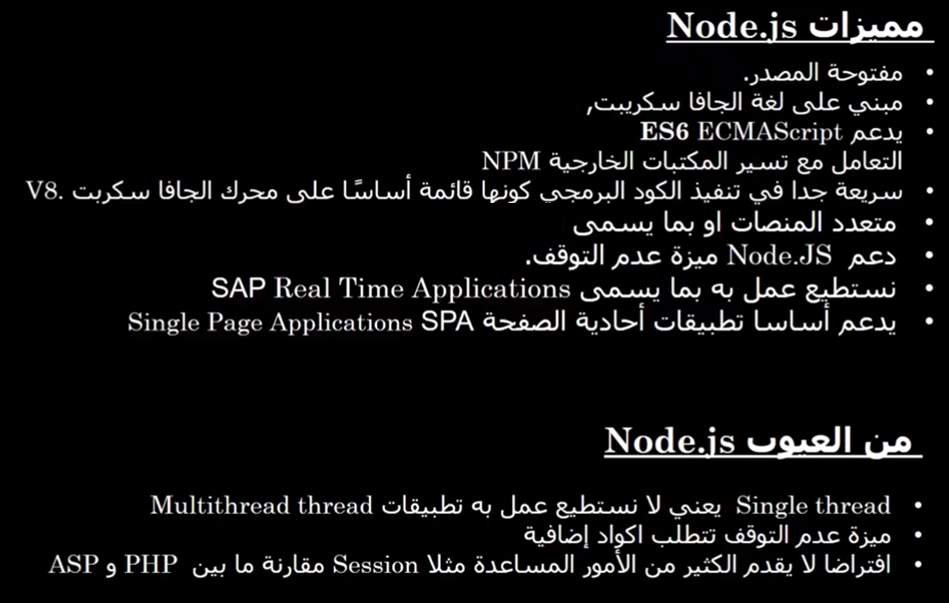 مميزات Node.js
• مفتوحة المصدر.
• مبني على لغة الجافا سكريبت,
• يدعم ES6 ECMAScript
التعامل مع تسير المكتبات الخارجية NPM
• سريعة جدا في تنفيذ الكود البرمجي كونها قائمة أساسًا على محرك الجافا سكربت .V8
• متعدد المنصات او بما يسمى
• دعم Node.JS ميزة عدم التوقف.
• نستطيع عمل به بما يسمى SAP Real Time Applications
• يدعم أساسا تطبيقات أحادية الصفحة Single Page Applications SPA
من العيوب Node.js
• Single thread يعني لا نستطيع عمل به تطبيقات Multithread thread
• ميزة عدم التوقف تتطلب اكواد إضافية
• افتراضا لا يقدم الكثير من الأمور المساعدة مثلا Session مقارنة ما بين PHP و ASP